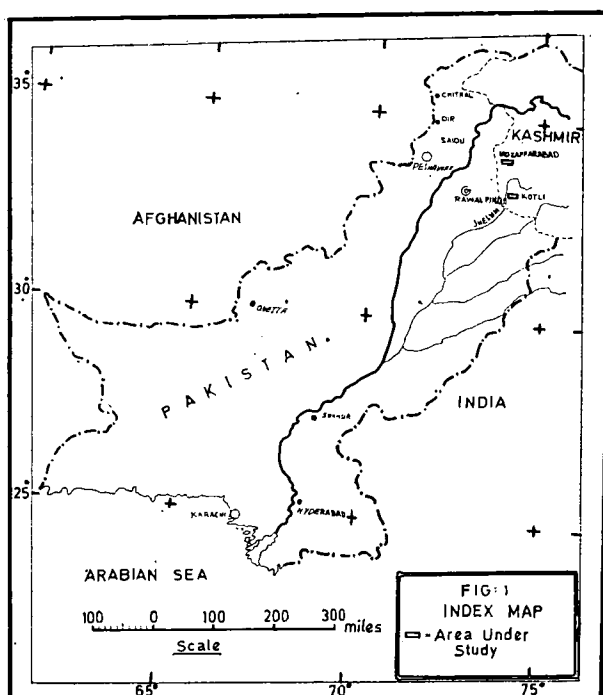 35°
CHITRAL
DIR
SAIDU
KASHMIR
MOZAFFARABAD
PESHAWAR
RAWALPINDI
KOTLI
JHELUM
AFGHANISTAN
30°
QUETTA
PAKISTAN.
INDIA
SUKKUR
25°
KARACHI
HYDERABAD
ARABIAN SEA
100 0 100 200 300 miles
Scale
FIG: 1
INDEX MAP
- Area Under
Study
65° 70° 75°